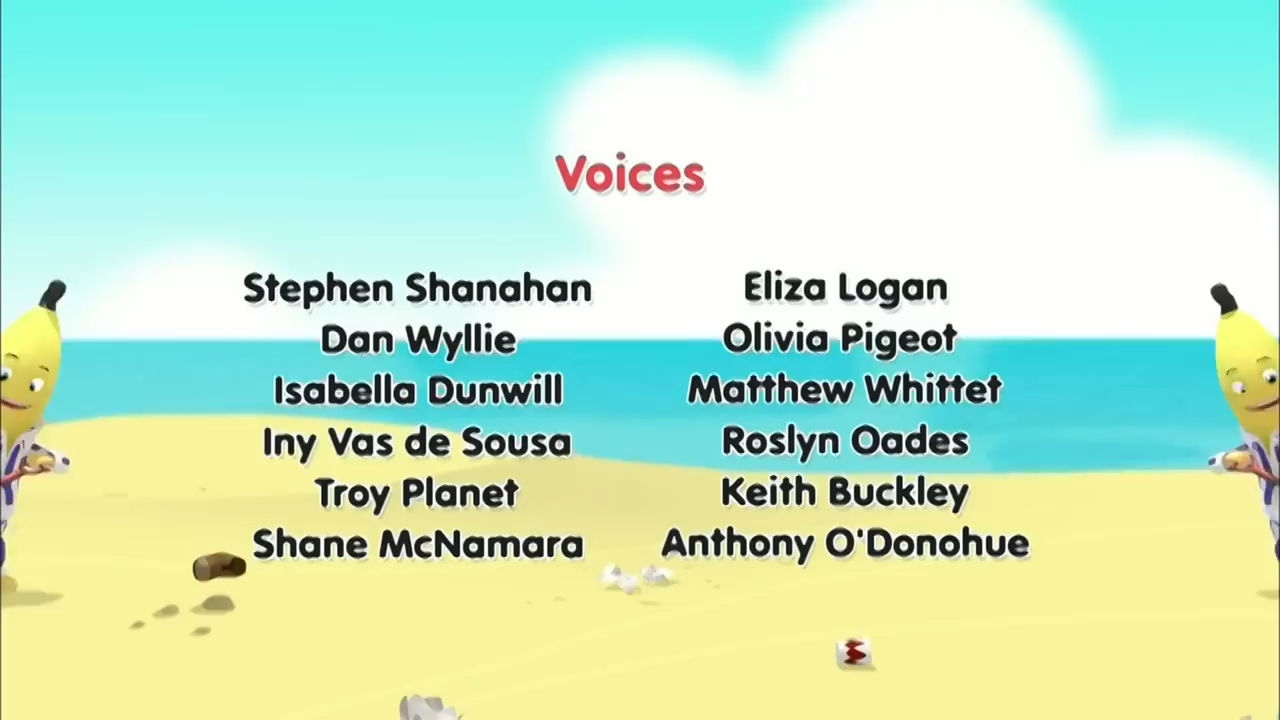 Voices
Stephen Shanahan
Dan Wyllie
Isabella Dunwill
Iny Vas de Sousa
Troy Planet
Shane McNamara
Eliza Logan
Olivia Pigeot
Matthew Whittet
Roslyn Oades
Keith Buckley
Anthony O'Donohue